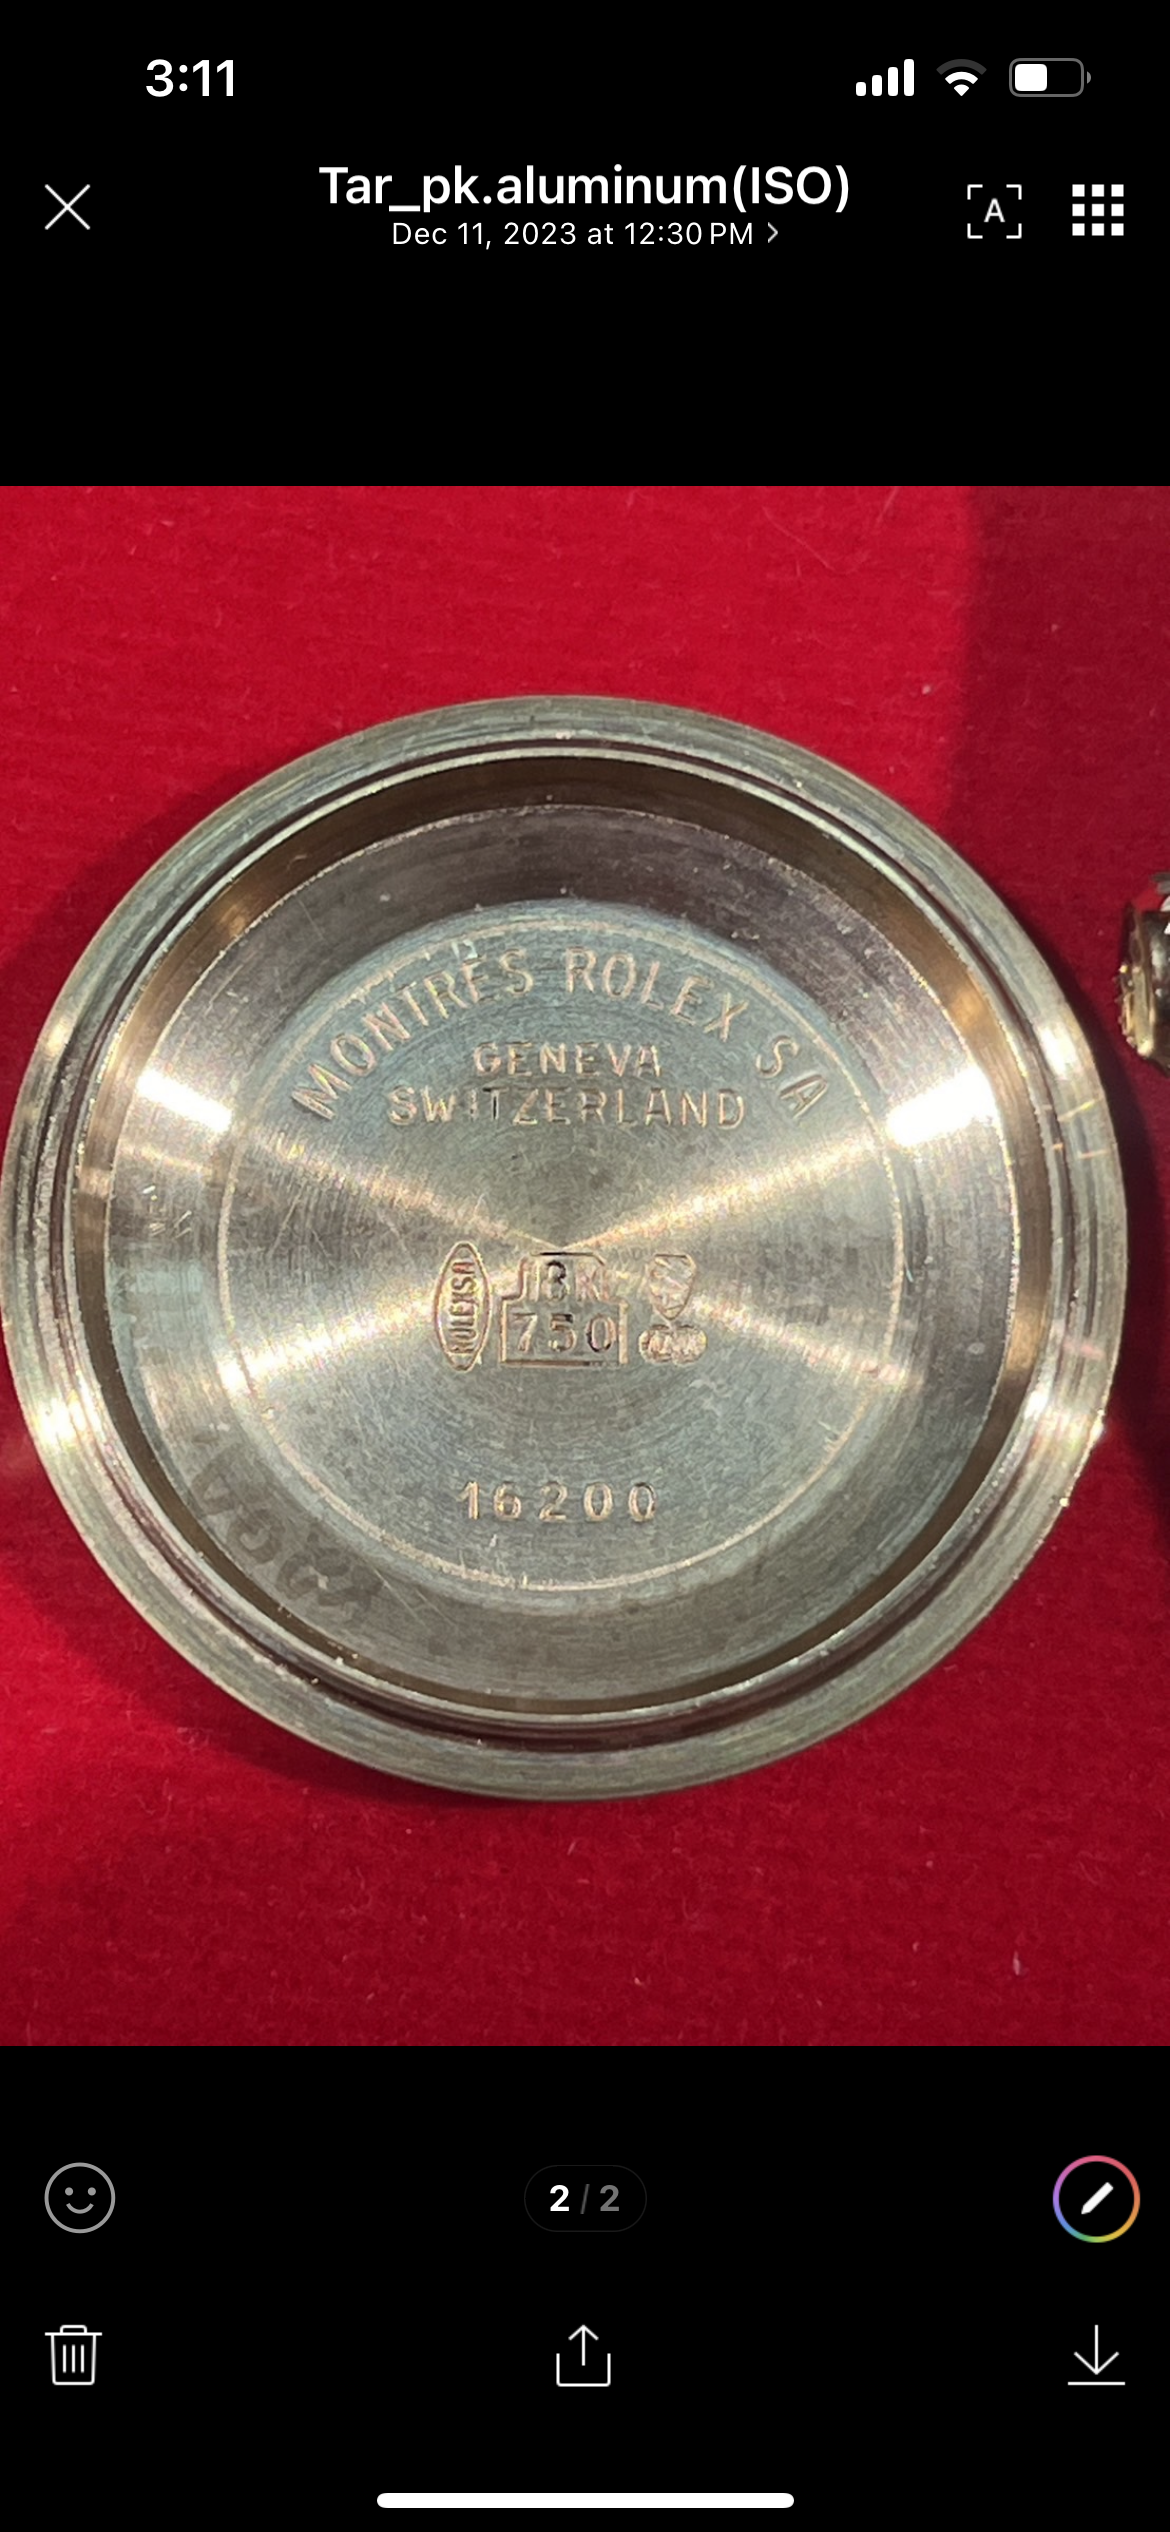 3:11
Tar_pk.aluminum(ISO)
Dec 11, 2023 at 12:30 PM
A
MONTRES ROLEX SA
GENEVA
SWITZERLAND
ROLEXSA
18K
750
16200
2 / 2